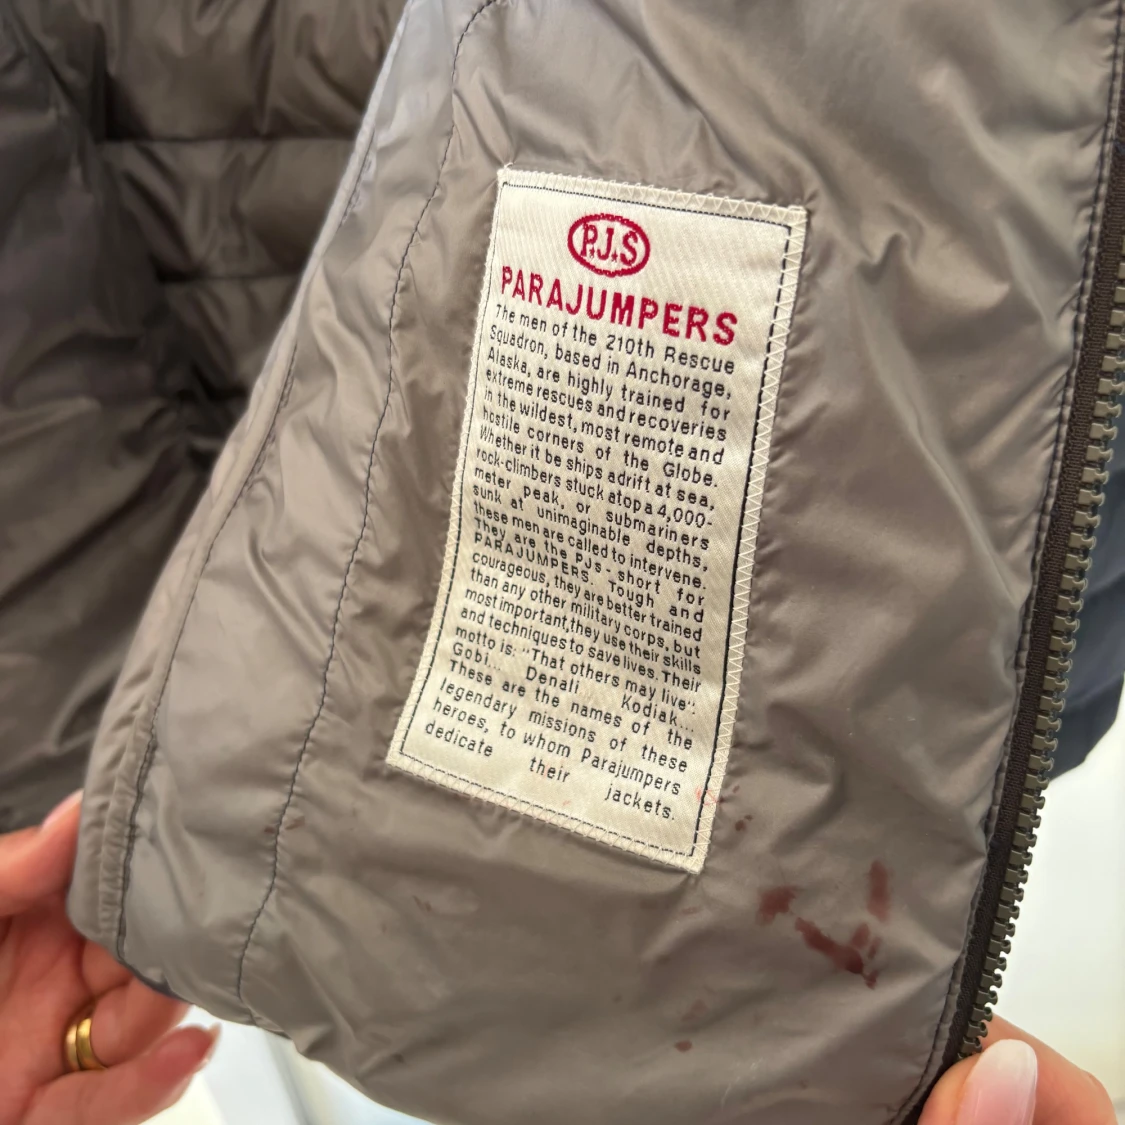 P.J.S
PARAJUMPERS
The men of the 210th Rescue
Squadron, based in Anchorage,
Alaska, are highly trained for
extreme rescues and recoveries
in the wildest, most remote and
hostile corners of the Globe.
Whether it be ships adrift at sea,
rock-climbers stuck atop a 4,000-
meter peak, or submariners
sunk at unimaginable depths,
these men are called to intervene.
They are the PJs - short for
PARAJUMPERS. Tough and
courageous, they are better trained
than any other military corps, but
most important, they use their skills
and techniques to save lives. Their
motto is: "That others may live":
Gobi... Denali Kodiak...
These are the names of the
legendary missions of these
heroes, to whom Parajumpers
dedicate their jackets.